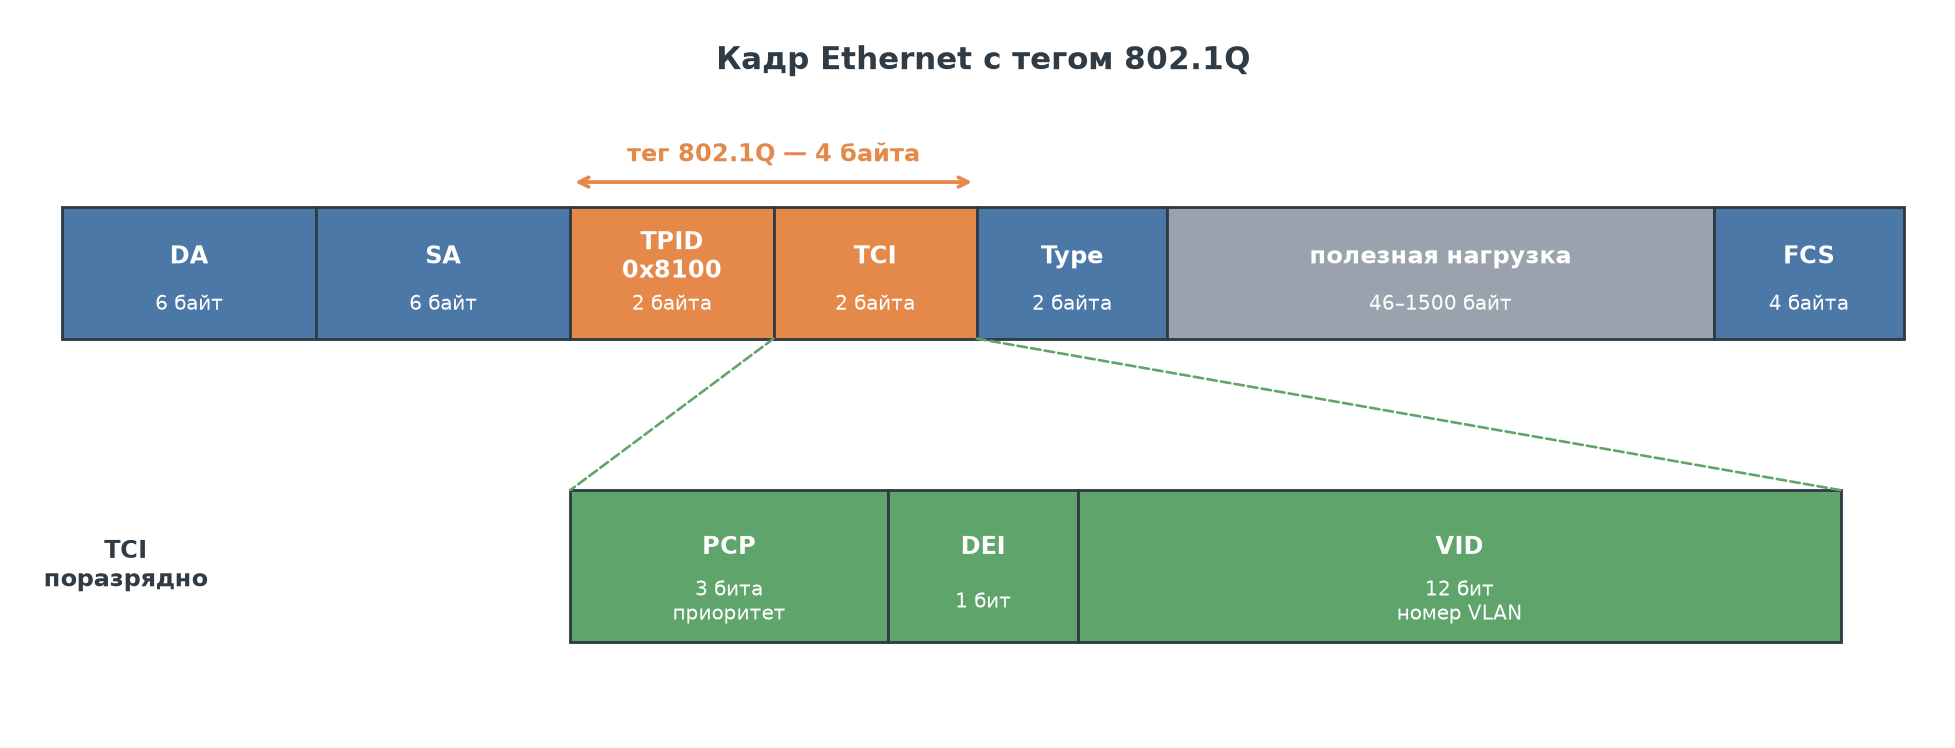 Кадр Ethernet с тегом 802.1Q
тег 802.1Q — 4 байта
DA
6 байт
SA
6 байт
TPID
0x8100
2 байта
TCI
2 байта
Type
2 байта
полезная нагрузка
46–1500 байт
FCS
4 байта
TCI
поразрядно
PCP
3 бита
приоритет
DEI
1 бит
VID
12 бит
номер VLAN